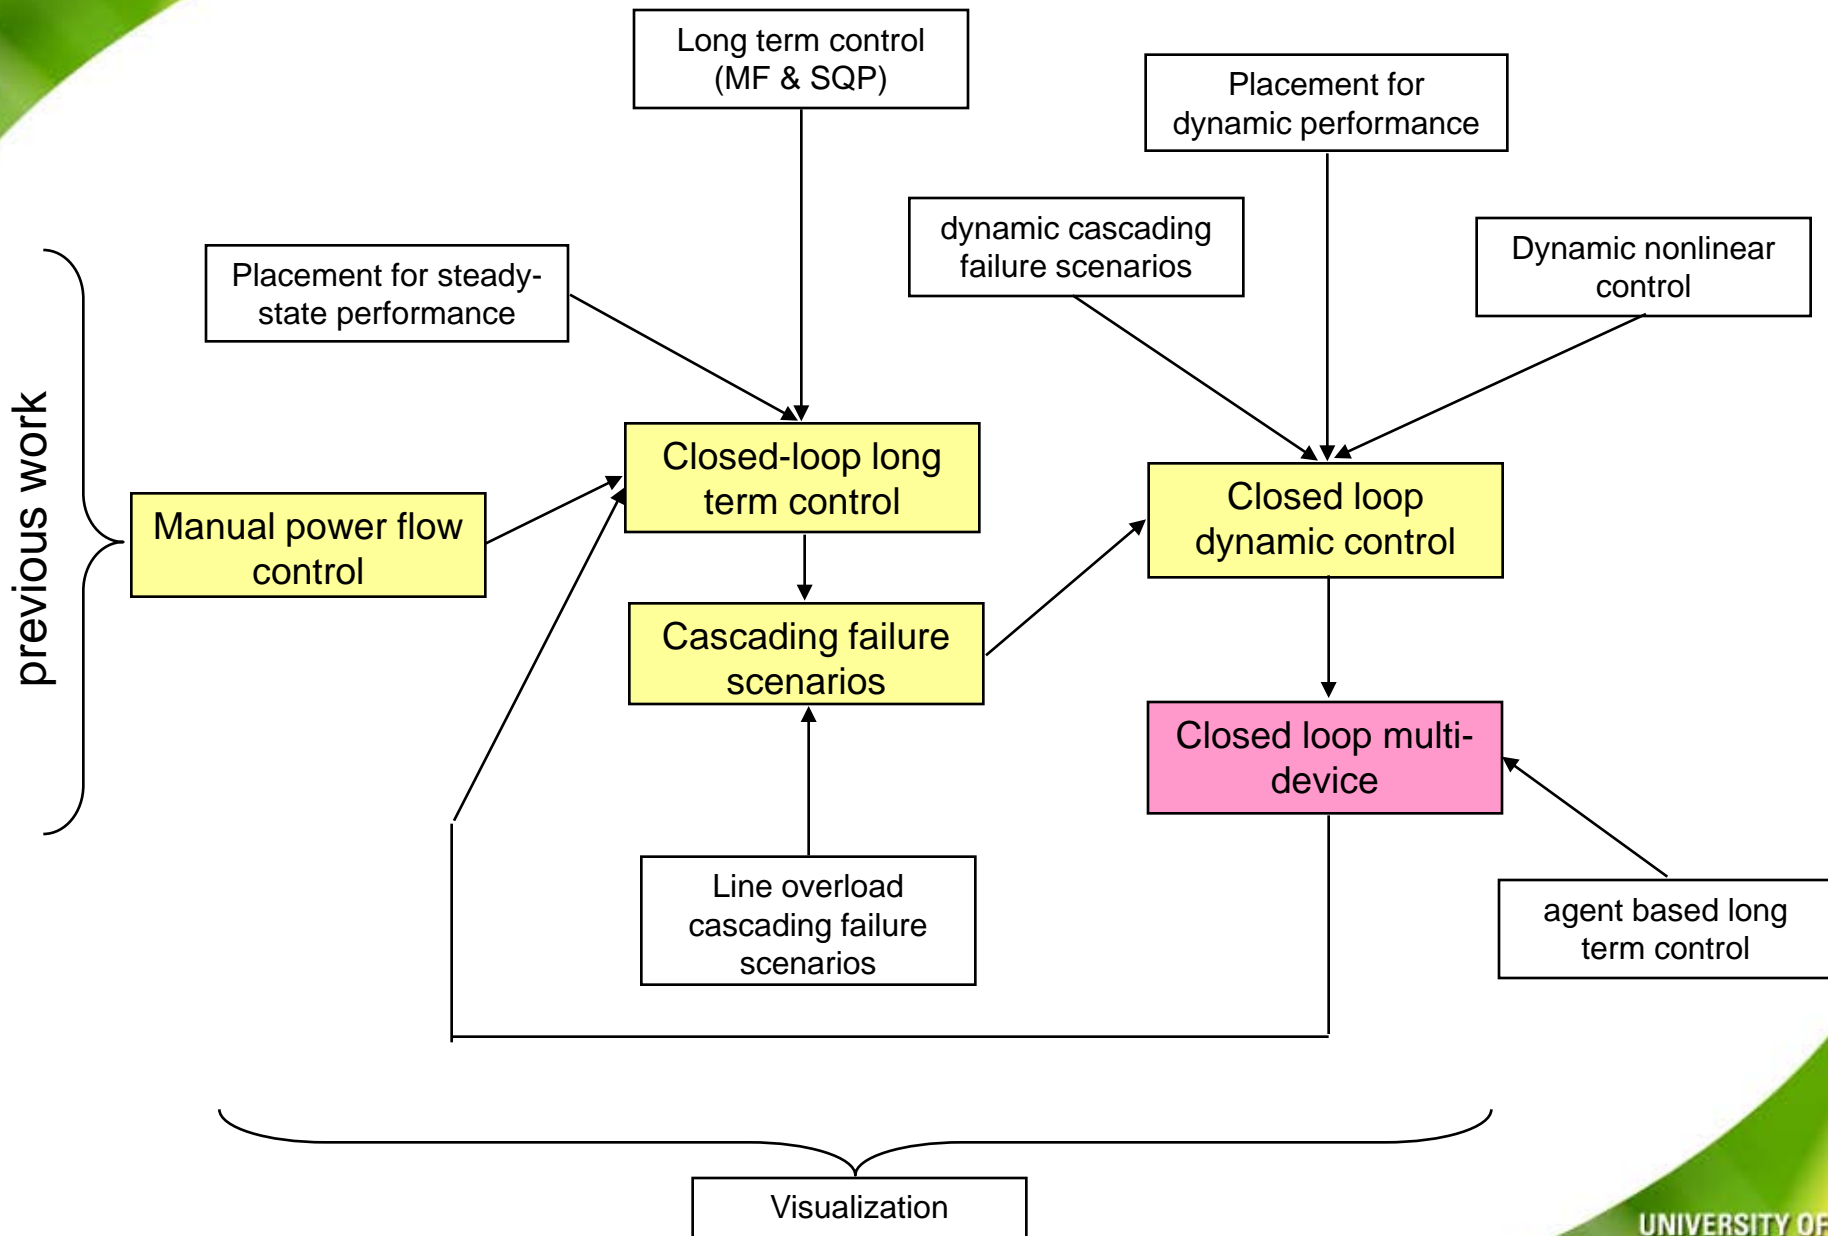 Long term control
(MF & SQP)
Placement for
dynamic performance
dynamic cascading
failure scenarios
Dynamic nonlinear
control
Placement for steady-
state performance
previous work
Closed-loop long
term control
Closed loop
dynamic control
Manual power flow
control
Cascading failure
scenarios
Closed loop multi-
device
Line overload
cascading failure
scenarios
agent based long
term control
Visualization
UNIVERSITY OF